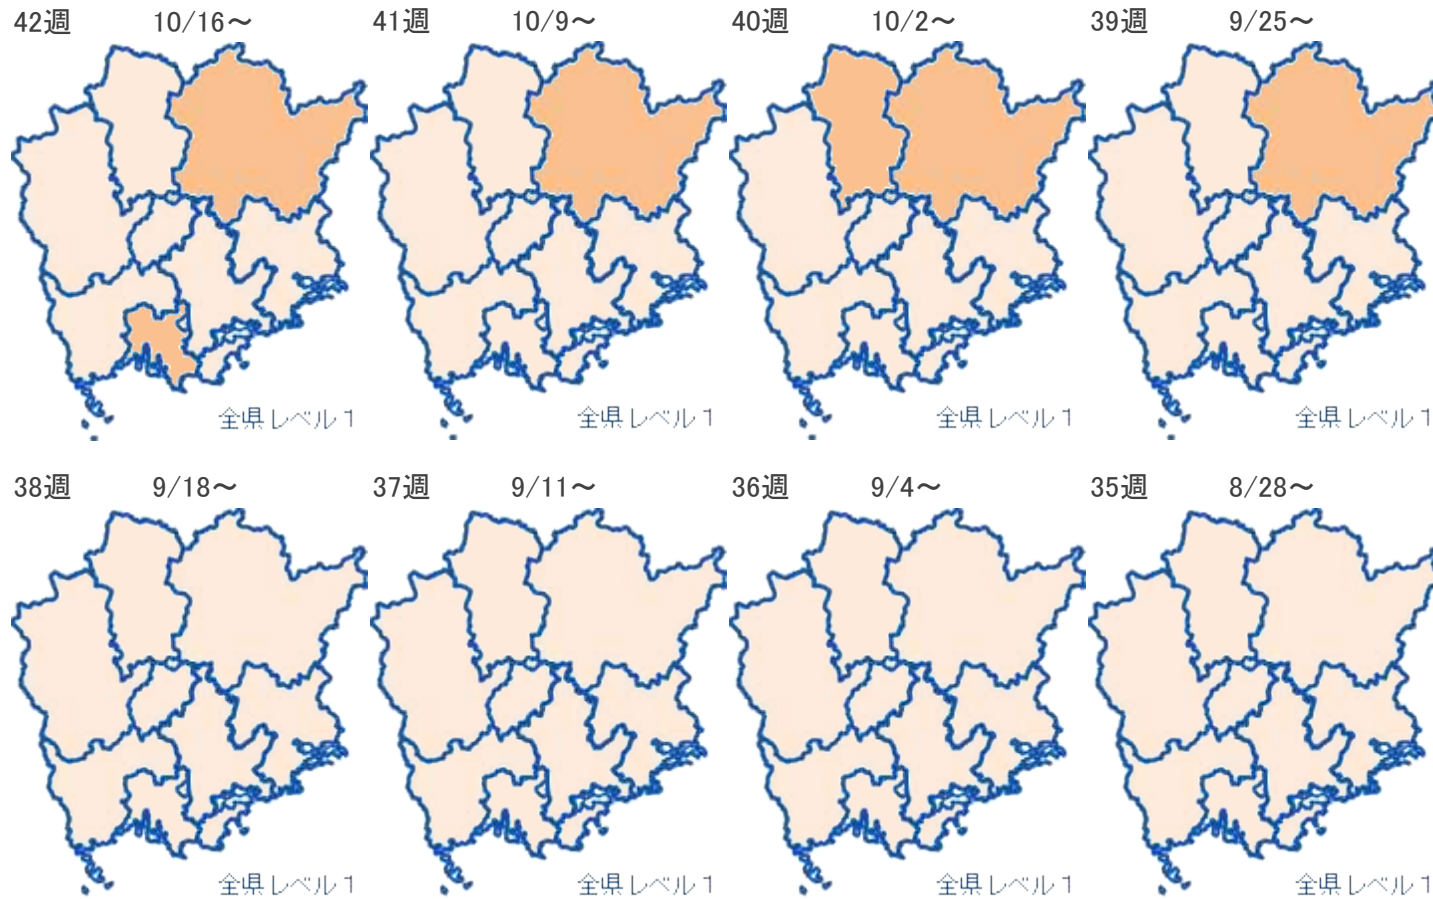 42週 10/16～
41週 10/9～
40週 10/2～
39週 9/25～
全県レベル1
全県レベル1
全県レベル1
全県レベル1
38週 9/18～
37週 9/11～
36週 9/4～
35週 8/28～
全県レベル1
全県レベル1
全県レベル1
全県レベル1